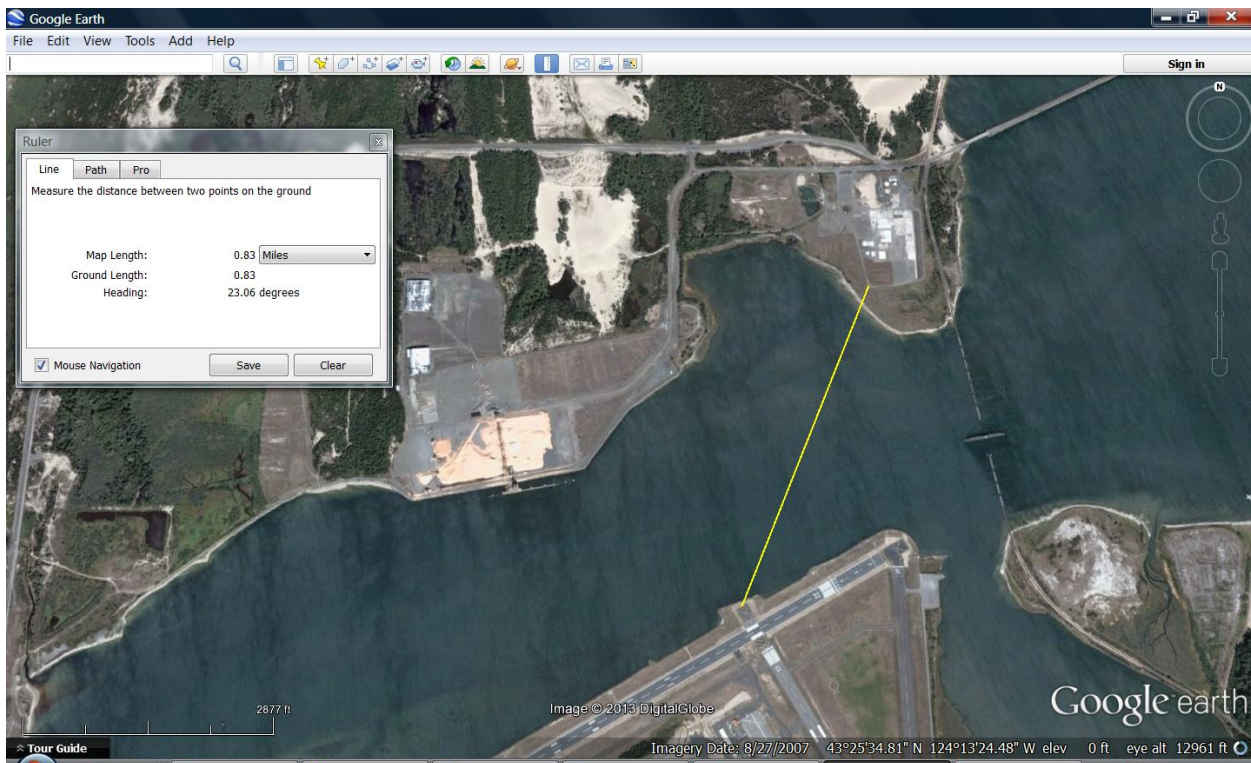 Google Earth
File Edit View Tools Add Help
Sign in
N
Ruler
Line Path Pro
Measure the distance between two points on the ground
Map Length: 0.83 Miles
Ground Length: 0.83
Heading: 23.06 degrees
Mouse Navigation Save Clear
2877 ft
Image © 2013 DigitalGlobe
Google earth
Tour Guide
Imagery Date: 8/27/2007 43°25'34.81" N 124°13'24.48" W elev 0 ft eye alt 12961 ft